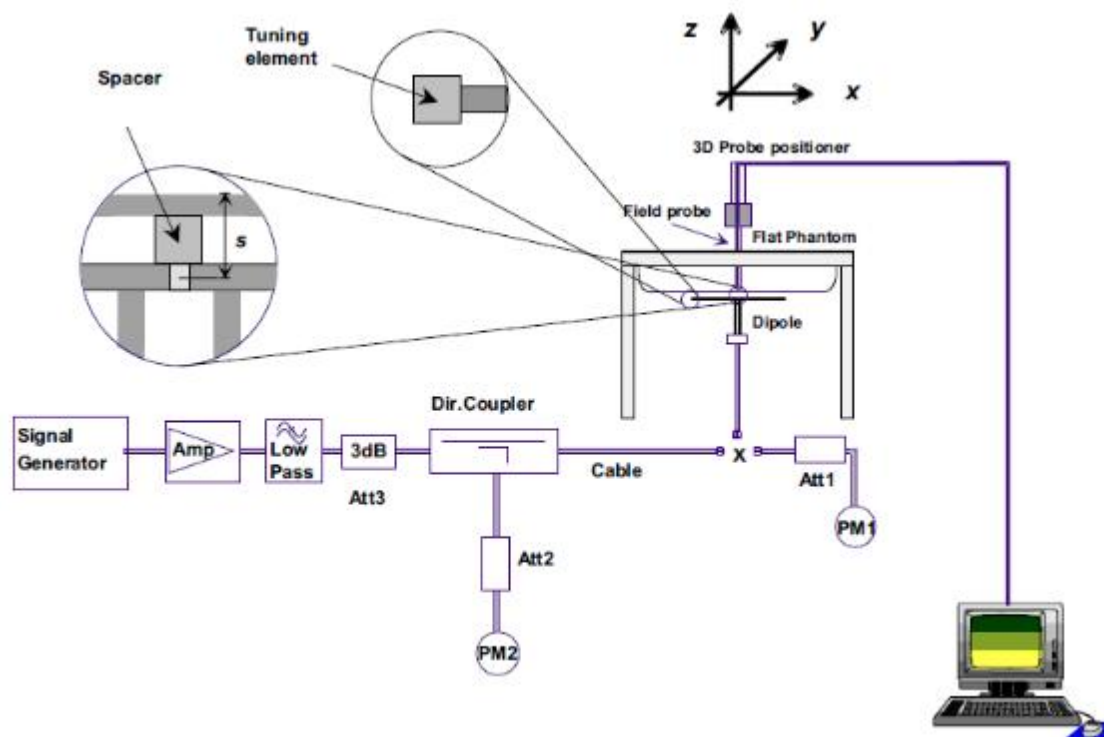 Tuning
element
Spacer
s
z
y
x
3D Probe positioner
Field probe
Flat Phantom
Dipole
Dir.Coupler
Signal
Generator
Amp
Low
Pass
3dB
Att3
Cable
X
Att1
PM1
Att2
PM2